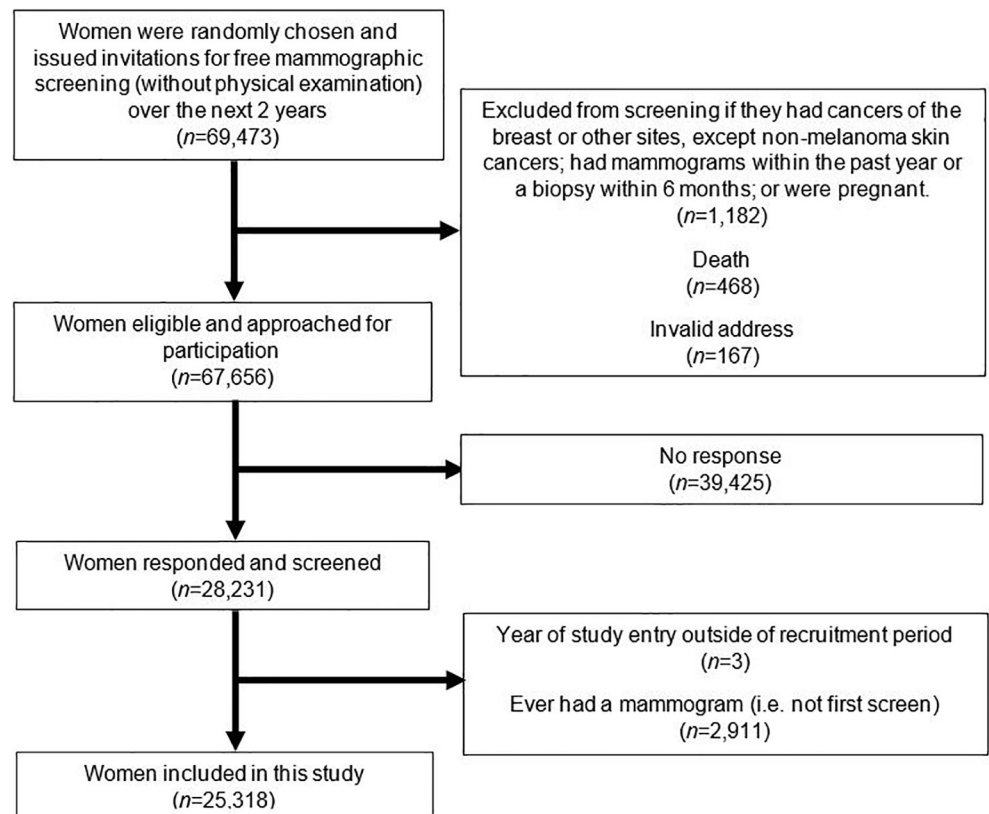 Women were randomly chosen and
issued invitations for free mammographic
screening (without physical examination)
over the next 2 years
(n=69,473)
Excluded from screening if they had cancers of the
breast or other sites, except non-melanoma skin
cancers; had mammograms within the past year or
a biopsy within 6 months; or were pregnant.
(n=1,182)
Death
(n=468)
Invalid address
(n=167)
Women eligible and approached for
participation
(n=67,656)
No response
(n=39,425)
Women responded and screened
(n=28,231)
Year of study entry outside of recruitment period
(n=3)
Ever had a mammogram (i.e. not first screen)
(n=2,911)
Women included in this study
(n=25,318)